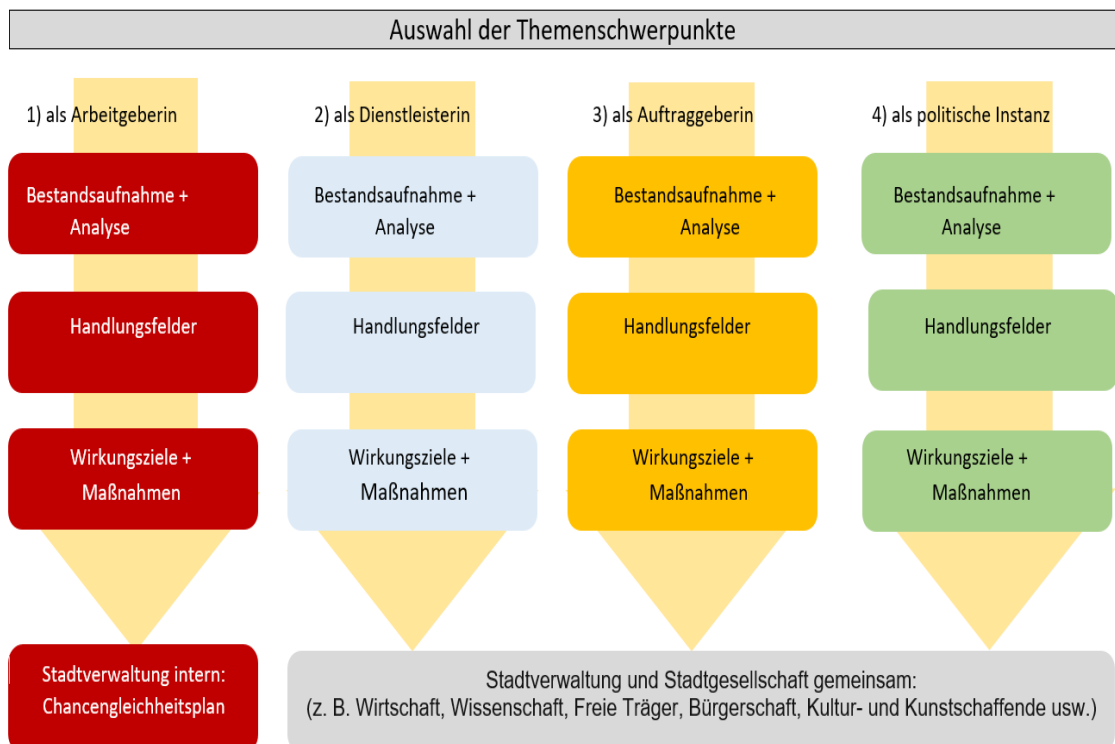 Auswahl der Themenschwerpunkte
1) als Arbeitgeberin
Bestandsaufnahme +
Analyse
Handlungsfelder
Wirkungsziele +
Maßnahmen
Stadtverwaltung intern:
Chancengleichheitsplan
2) als Dienstleisterin
Bestandsaufnahme +
Analyse
Handlungsfelder
Wirkungsziele +
Maßnahmen
3) als Auftraggeberin
Bestandsaufnahme +
Analyse
Handlungsfelder
Wirkungsziele +
Maßnahmen
4) als politische Instanz
Bestandsaufnahme +
Analyse
Handlungsfelder
Wirkungsziele +
Maßnahmen
Stadtverwaltung und Stadtgesellschaft gemeinsam:
(z. B. Wirtschaft, Wissenschaft, Freie Träger, Bürgerschaft, Kultur- und Kunstschaffende usw.)